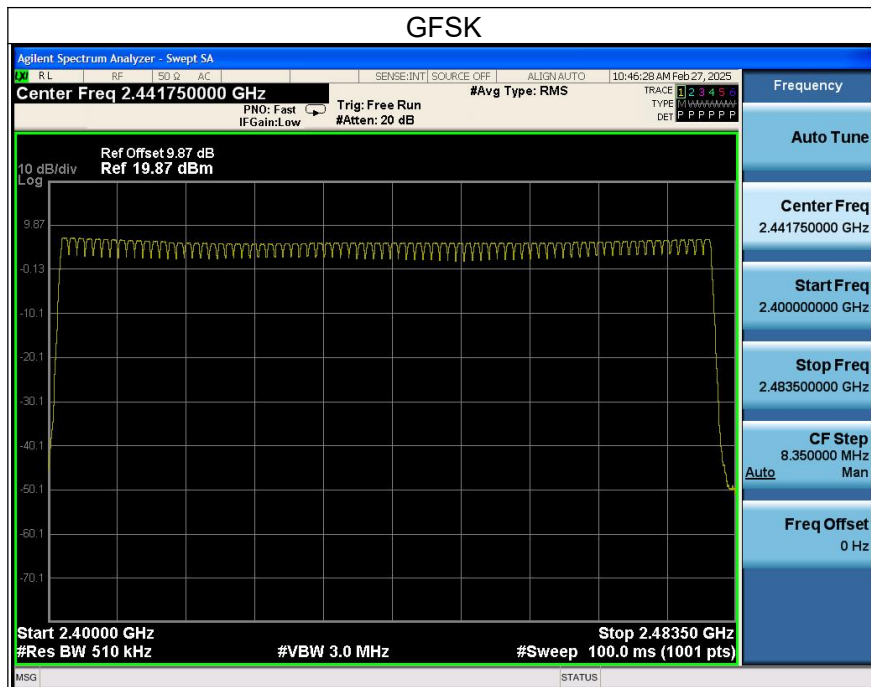 GFSK
Agilent Spectrum Analyzer - Swept SA
LXI RL RF 50 Ω AC SENSE:INT SOURCE OFF ALIGN AUTO 10:46:28 AM Feb 27, 2025
Center Freq 2.441750000 GHz #Avg Type: RMS TRACE 1 2 3 4 5 6
PNO: Fast Trig: Free Run TYPE M W W W W W
IFGain:Low #Atten: 20 dB DET P P P P P P
Ref Offset 9.87 dB
10 dB/div Ref 19.87 dBm
Log
9.87
-0.13
-10.1
-20.1
-30.1
-40.1
-50.1
-60.1
-70.1
Start 2.40000 GHz Stop 2.48350 GHz
#Res BW 510 kHz #VBW 3.0 MHz #Sweep 100.0 ms (1001 pts)
MSG STATUS
Frequency
Auto Tune
Center Freq
2.441750000 GHz
Start Freq
2.400000000 GHz
Stop Freq
2.483500000 GHz
CF Step
8.350000 MHz
Auto Man
Freq Offset
0 Hz